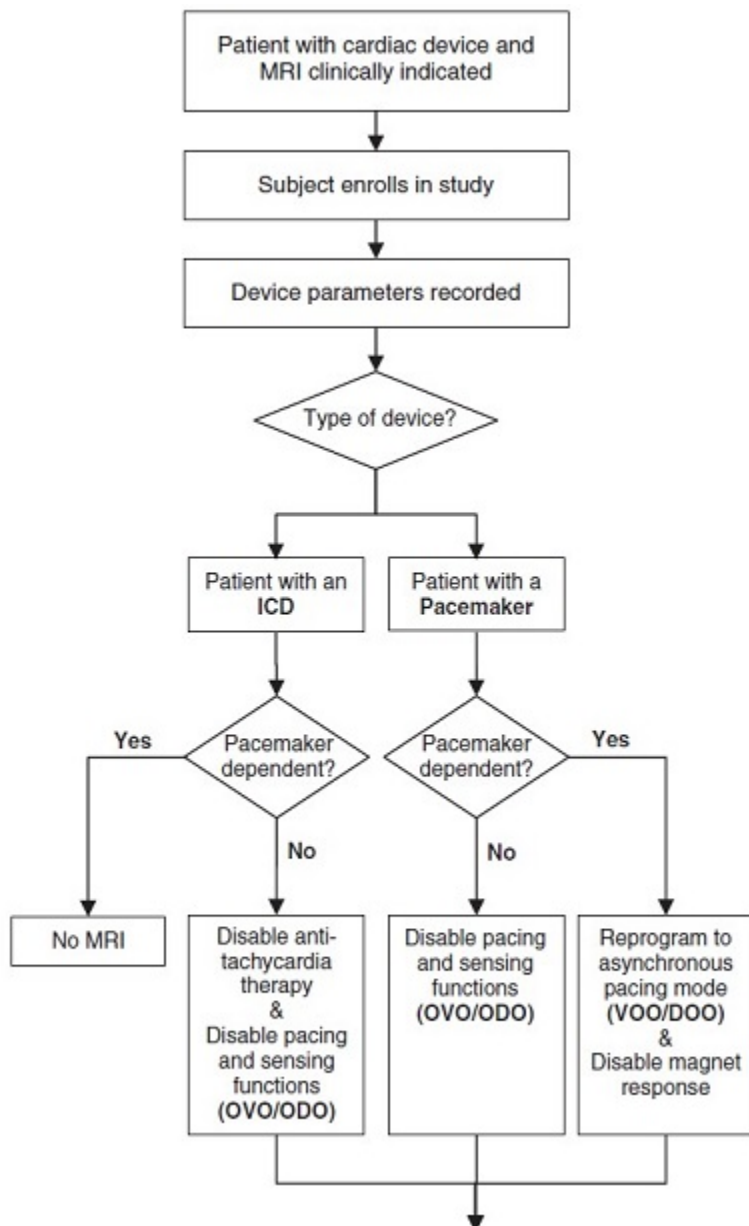 Patient with cardiac device and
MRI clinically indicated
Subject enrolls in study
Device parameters recorded
Type of device?
Patient with an
ICD
Patient with a
Pacemaker
Yes
Pacemaker
dependent?
Pacemaker
dependent?
Yes
No
No
No MRI
Disable anti-
tachycardia
therapy
&
Disable pacing
and sensing
functions
(OVO/ODO)
Disable pacing
and sensing
functions
(OVO/ODO)
Reprogram to
asynchronous
pacing mode
(VOO/DOO)
&
Disable magnet
response